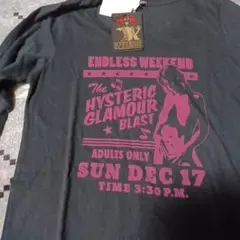 ENDLESS WEEKEND
The
HYSTERIC
GLAMOUR
BLAST
ADULTS ONLY
SUN DEC 17
TIME 3:30 P.M.